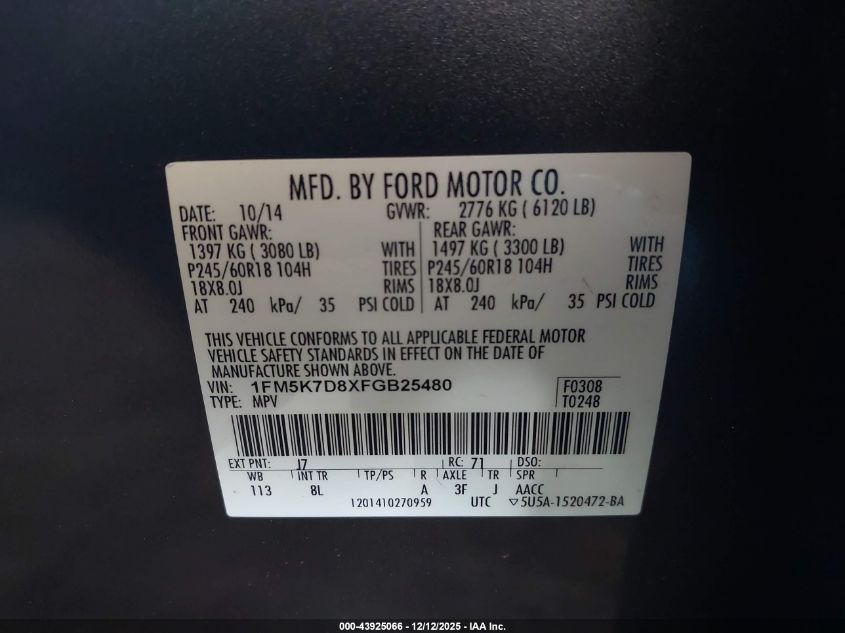 MFD. BY FORD MOTOR CO.
DATE: 10/14 GVWR: 2776 KG ( 6120 LB)
FRONT GAWR: REAR GAWR:
1397 KG ( 3080 LB) WITH 1497 KG ( 3300 LB) WITH
P245/60R18 104H TIRES P245/60R18 104H TIRES
18X8.0J RIMS 18X8.0J RIMS
AT 240 kPa/ 35 PSI COLD AT 240 kPa/ 35 PSI COLD
THIS VEHICLE CONFORMS TO ALL APPLICABLE FEDERAL MOTOR
VEHICLE SAFETY STANDARDS IN EFFECT ON THE DATE OF
MANUFACTURE SHOWN ABOVE.
VIN: 1FM5K7D8XFGB25480 F0308
TYPE: MPV T0248
EXT PNT: J7 RC: 71 DSO:
WB INT TR TP/PS R AXLE TR SPR
113 8L A 3F J AACC
1201410270959 UTC ▽5U5A-1520472-BA
000-43925066 - 12/12/2025 - IAA Inc.